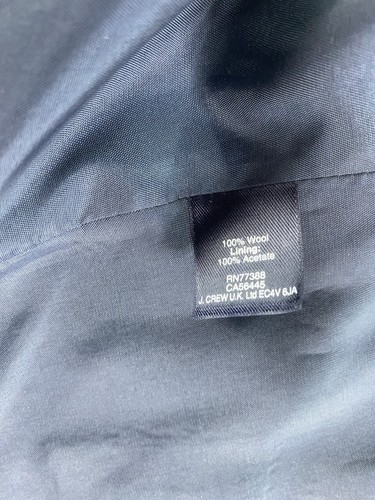 100% Wool
Lining:
100% Acetate
RN77388
CA56445
J. CREW U.K. Ltd EC4V 6JA